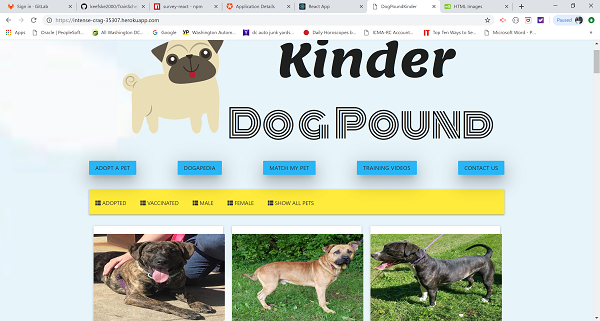 Sign in · GitLab
survey-react - npm
Application Details
React App
DogPoundKinder
HTML Images
https://intense-crag-35307.herokuapp.com
Paused
Apps
Oracle | PeopleSoft
All Washington DC
Google
Washington Autom
dc auto junk yards
Daily Horoscopes b
ICMA-RC Account
Top Ten Ways to Se
Microsoft Word - P
Kinder
DOG POUND
ADOPT A PET
DOGAPEDIA
MATCH MY PET
TRAINING VIDEOS
CONTACT US
ADOPTED
VACCINATED
MALE
FEMALE
SHOW ALL PETS